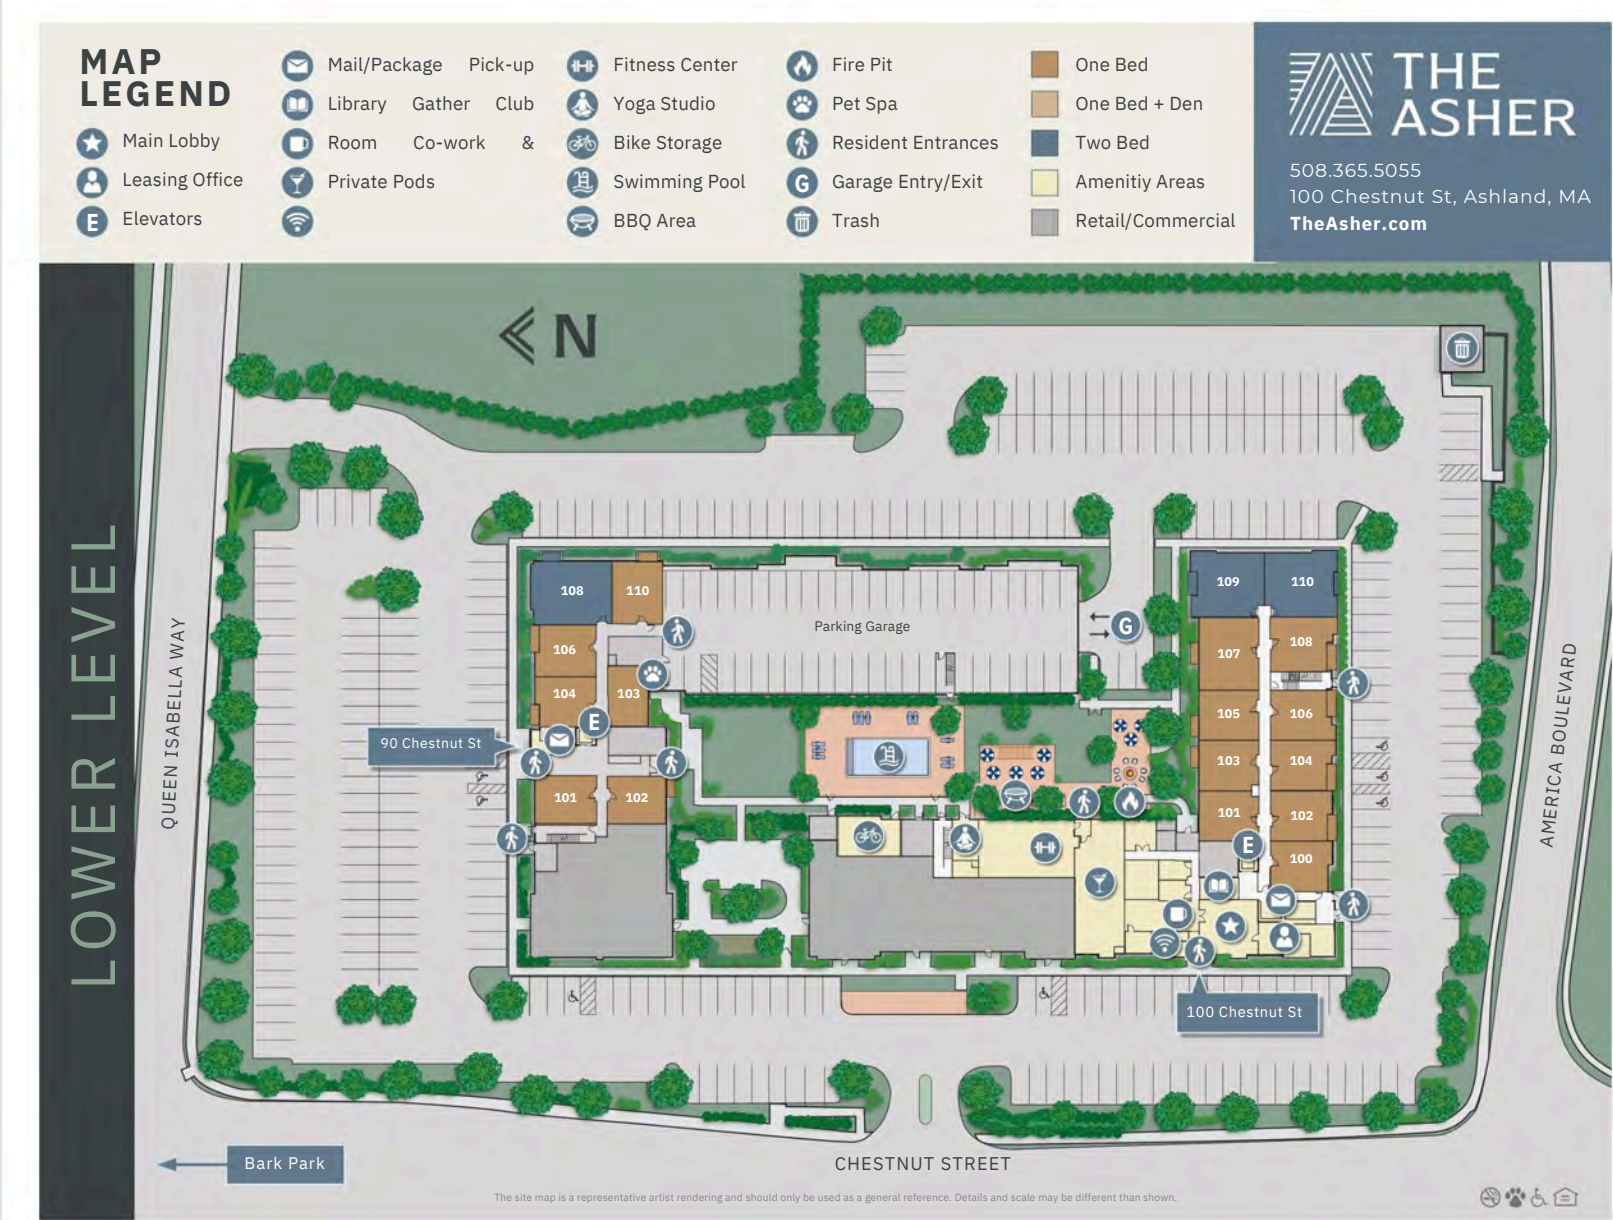 MAP
LEGEND
Main Lobby
Leasing Office
E Elevators
Mail/Package Pick-up
Library Gather Club
Room Co-work &
Private Pods
Fitness Center
Yoga Studio
Bike Storage
Swimming Pool
BBQ Area
Fire Pit
Pet Spa
Resident Entrances
G Garage Entry/Exit
Trash
One Bed
One Bed + Den
Two Bed
Amenitiy Areas
Retail/Commercial
THE
ASHER
508.365.5055
100 Chestnut St, Ashland, MA
TheAsher.com
LOWER LEVEL
N
QUEEN ISABELLA WAY
AMERICA BOULEVARD
108
110
106
104
103
E
90 Chestnut St
101
102
Parking Garage
G
109
110
107
108
105
106
103
104
101
102
E
100
100 Chestnut St
Bark Park
CHESTNUT STREET
The site map is a representative artist rendering and should only be used as a general reference. Details and scale may be different than shown.